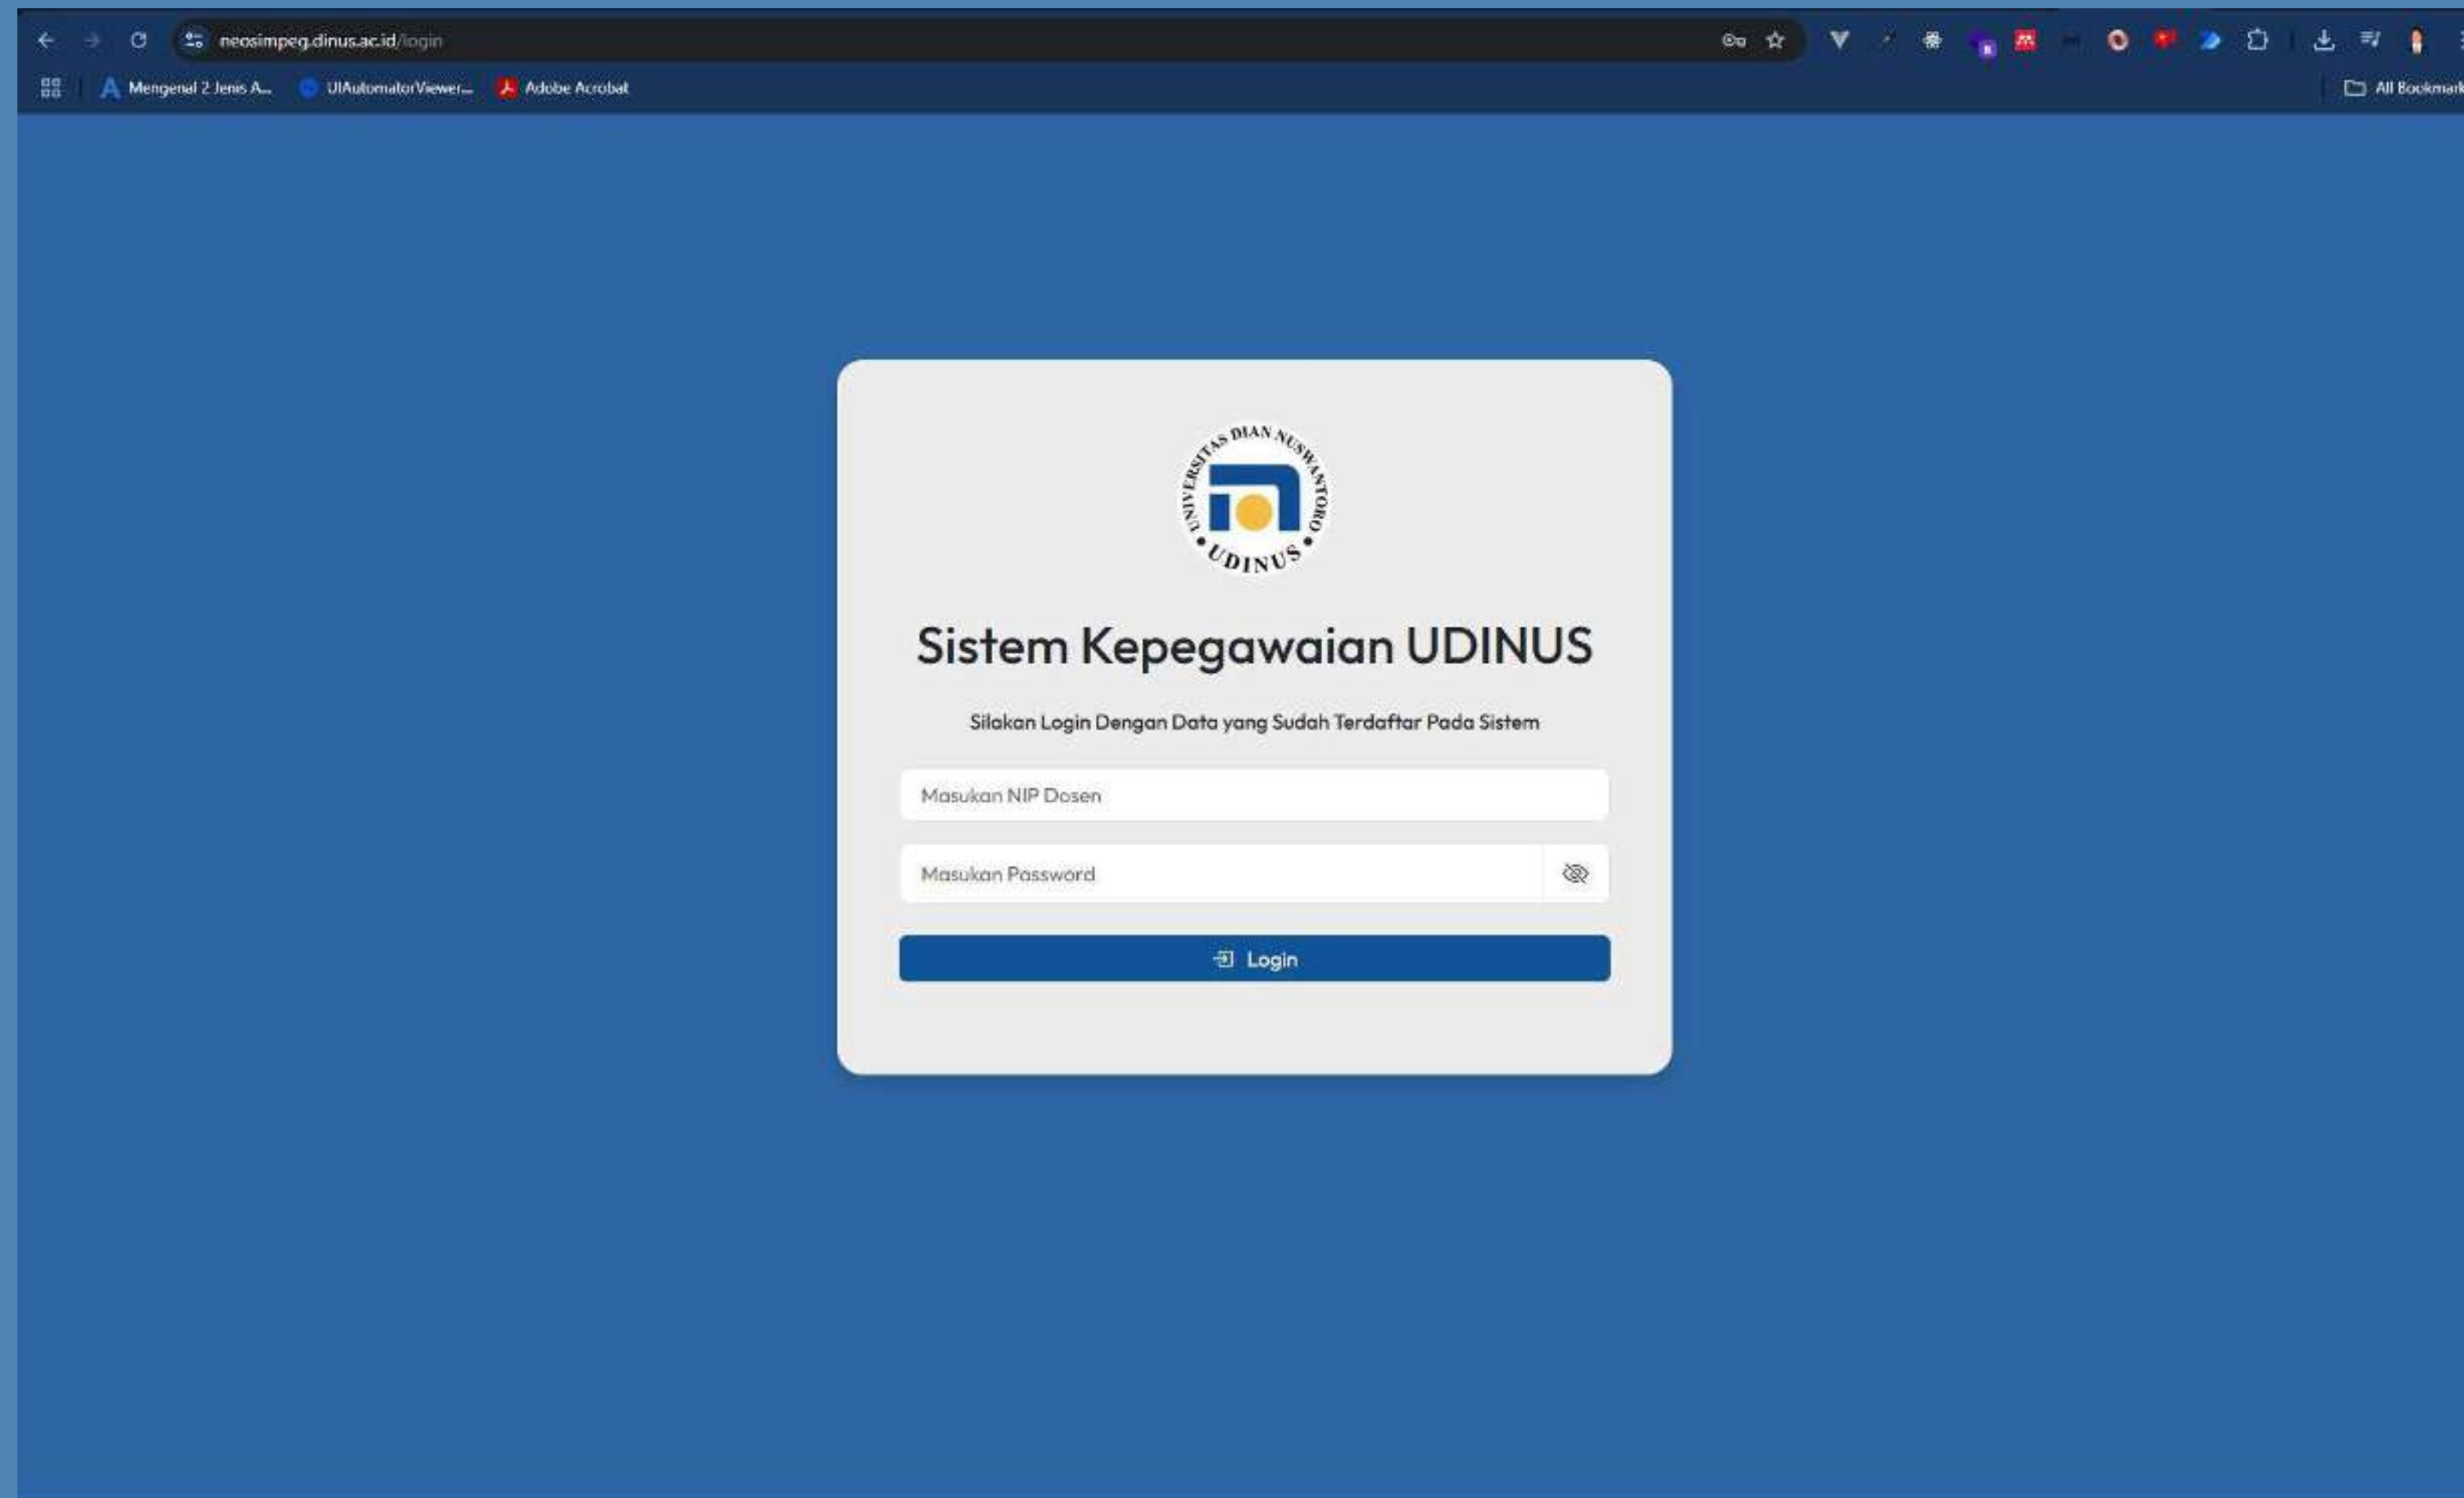 neosimpeg.dinus.ac.id/login
Mengenal 2 Jenis A...
UIAutomatorViewer...
Adobe Acrobat
All Bookmark
UNIVERSITAS DIAN NUSWANTORO
UDINUS
Sistem Kepegawaian UDINUS
Silakan Login Dengan Data yang Sudah Terdaftar Pada Sistem
Masukan NIP Dosen
Masukan Password
Login